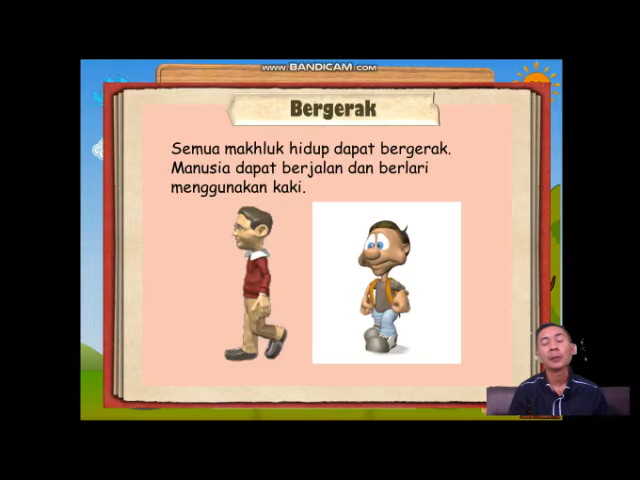 www.BANDICAM.COM
Bergerak
Semua makhluk hidup dapat bergerak.
Manusia dapat berjalan dan berlari
menggunakan kaki.